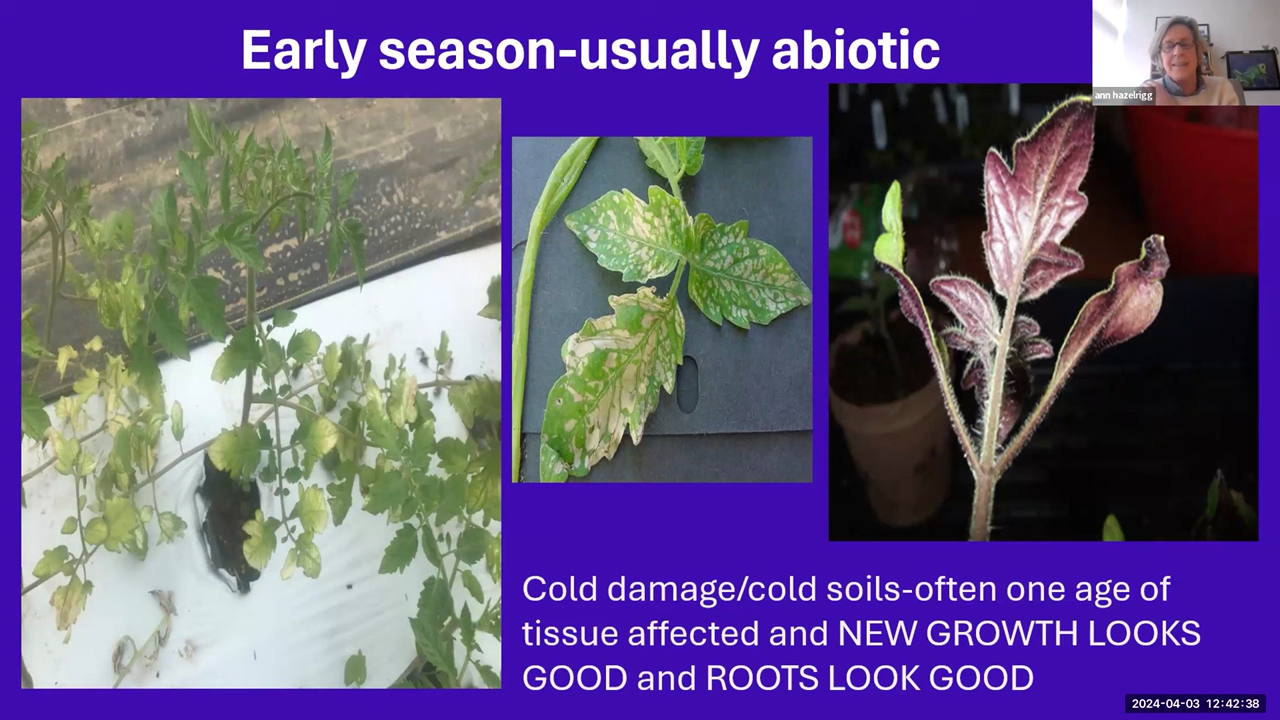 Early season-usually abiotic
ann hazelrigg
Cold damage/cold soils-often one age of
tissue affected and NEW GROWTH LOOKS
GOOD and ROOTS LOOK GOOD
2024-04-03 12:42:38